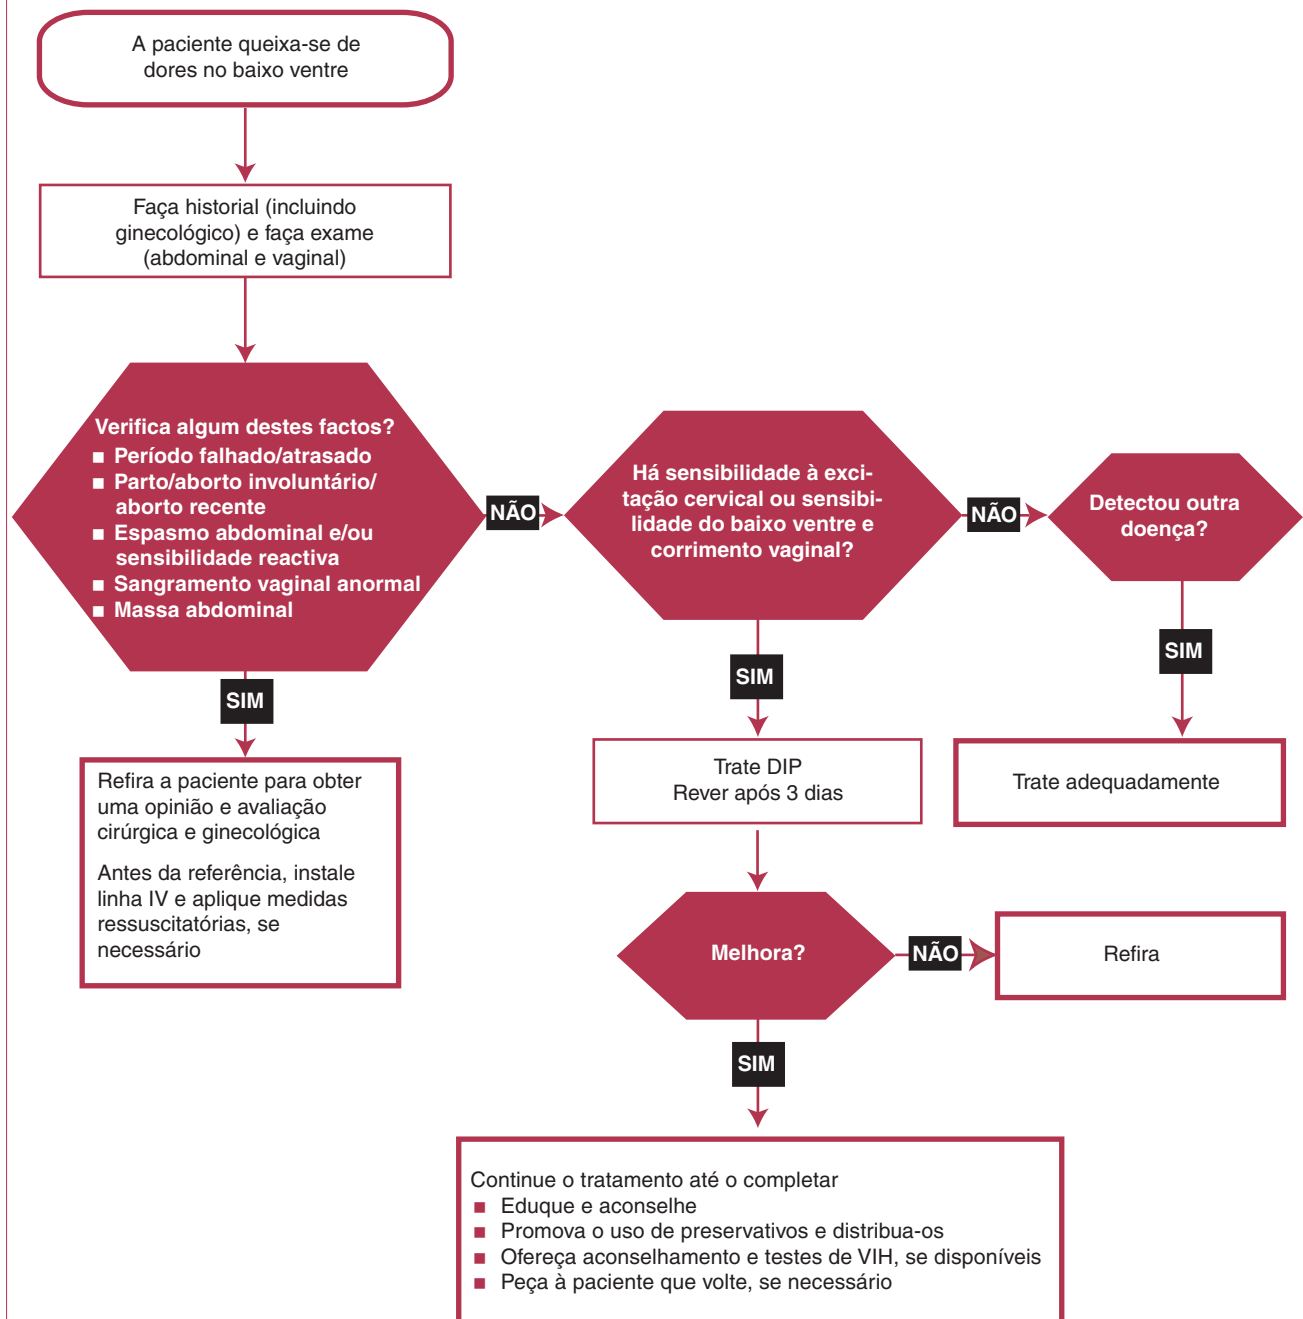 A paciente queixa-se de
dores no baixo ventre
Faça historial (incluindo
ginecológico) e faça exame
(abdominal e vaginal)
Verifica algum destes factos?
■ Período falhado/atrasado
■ Parto/aborto involuntário/
aborto recente
■ Espasmo abdominal e/ou
sensibilidade reactiva
■ Sangramento vaginal anormal
■ Massa abdominal
NÃO
Há sensibilidade à exci-
tação cervical ou sensibi-
lidade do baixo ventre e
corrimento vaginal?
NÃO
Detectou outra
doença?
SIM
SIM
SIM
Refira a paciente para obter
uma opinião e avaliação
cirúrgica e ginecológica
Antes da referência, instale
linha IV e aplique medidas
ressuscitatórias, se
necessário
Trate DIP
Rever após 3 dias
Trate adequadamente
Melhora?
NÃO
Refira
SIM
Continue o tratamento até o completar
■ Eduque e aconselhe
■ Promova o uso de preservativos e distribua-os
■ Ofereça aconselhamento e testes de VIH, se disponíveis
■ Peça à paciente que volte, se necessário